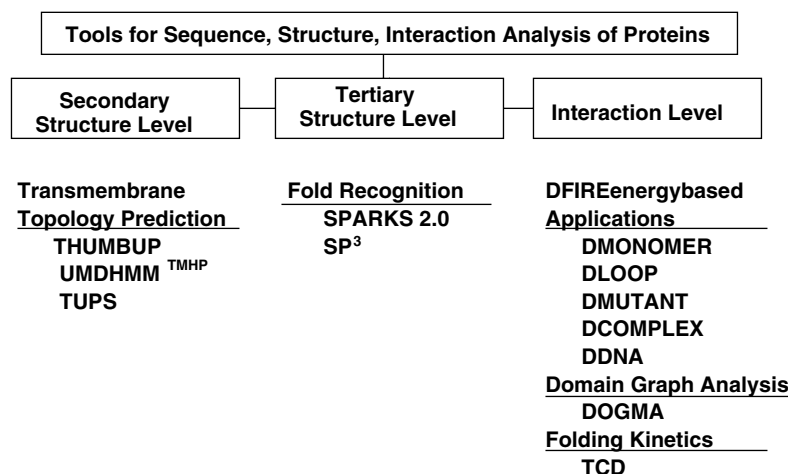 Tools for Sequence, Structure, Interaction Analysis of Proteins
Secondary
Structure Level
Tertiary
Structure Level
Interaction Level
Transmembrane
Topology Prediction
THUMBUP
UMDHMM TMHP
TUPS
Fold Recognition
SPARKS 2.0
SP³
DFIREenergybased
Applications
DMONOMER
DLOOP
DMUTANT
DCOMPLEX
DDNA
Domain Graph Analysis
DOGMA
Folding Kinetics
TCD